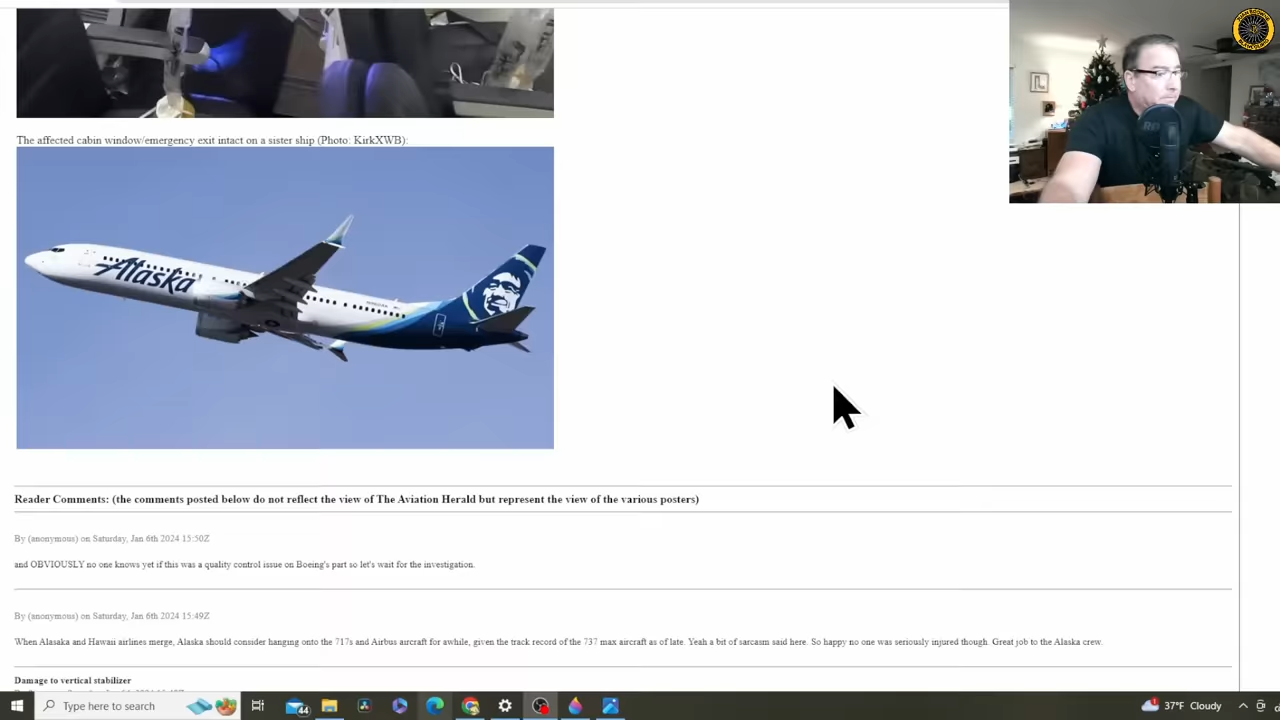 The affected cabin window/emergency exit intact on a sister ship (Photo: KirkXWB):
Alaska
Reader Comments: (the comments posted below do not reflect the view of The Aviation Herald but represent the view of the various posters)
By (anonymous) on Saturday, Jan 6th 2024 15:50Z
and OBVIOUSLY no one knows yet if this was a quality control issue on Boeing's part so let's wait for the investigation.
By (anonymous) on Saturday, Jan 6th 2024 15:49Z
When Alasaka and Hawaii airlines merge, Alaska should consider hanging onto the 717s and Airbus aircraft for awhile, given the track record of the 737 max aircraft as of late. Yeah a bit of sarcasm said here. So happy no one was seriously injured though. Great job to the Alaska crew.
Damage to vertical stabilizer
Type here to search
44
1
37°F Cloudy